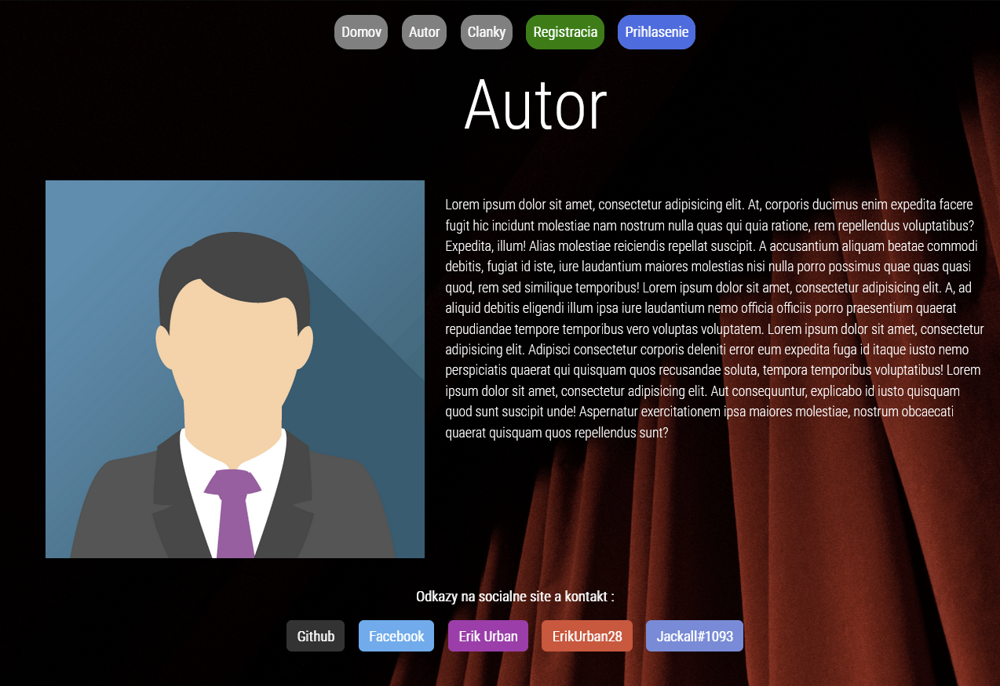 Domov Autor Clanky Registracia Prihlasenie
Autor
Lorem ipsum dolor sit amet, consectetur adipisicing elit. At, corporis ducimus enim expedita facere
fugit hic incidunt molestiae nam nostrum nulla quas qui quia ratione, rem repellendus voluptatibus?
Expedita, illum! Alias molestiae reiciendis repellat suscipit. A accusantium aliquam beatae commodi
debitis, fugiat id iste, iure laudantium maiores molestias nisi nulla porro possimus quae quas quasi
quod, rem sed similique temporibus! Lorem ipsum dolor sit amet, consectetur adipisicing elit. A, ad
aliquid debitis eligendi illum ipsa iure laudantium nemo officia officiis porro praesentium quaerat
repudiandae tempore temporibus vero voluptas voluptatem. Lorem ipsum dolor sit amet, consectetur
adipisicing elit. Adipisci consectetur corporis deleniti error eum expedita fuga id itaque iusto nemo
perspiciatis quaerat qui quisquam quos recusandae soluta, tempora temporibus voluptatibus! Lorem
ipsum dolor sit amet, consectetur adipisicing elit. Aut consequuntur, explicabo id iusto quisquam
quod sunt suscipit unde! Aspernatur exercitationem ipsa maiores molestiae, nostrum obcaecati
quaerat quisquam quos repellendus sunt?
Odkazy na socialne site a kontakt :
Github Facebook Erik Urban ErikUrban28 Jackall#1093